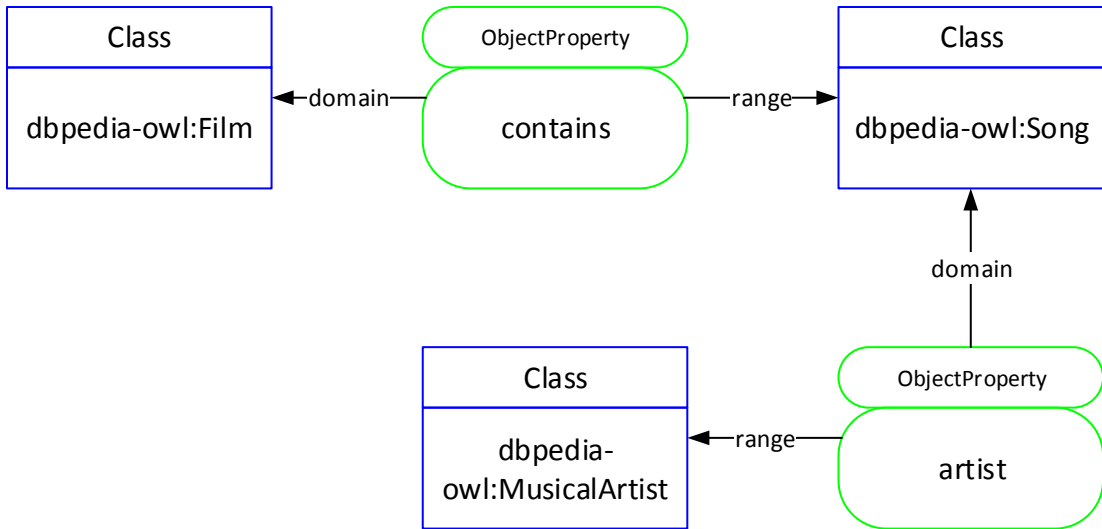 Class
dbpedia-owl:Film
domain
ObjectProperty
contains
range
Class
dbpedia-owl:Song
domain
Class
dbpedia-
owl:MusicalArtist
range
ObjectProperty
artist